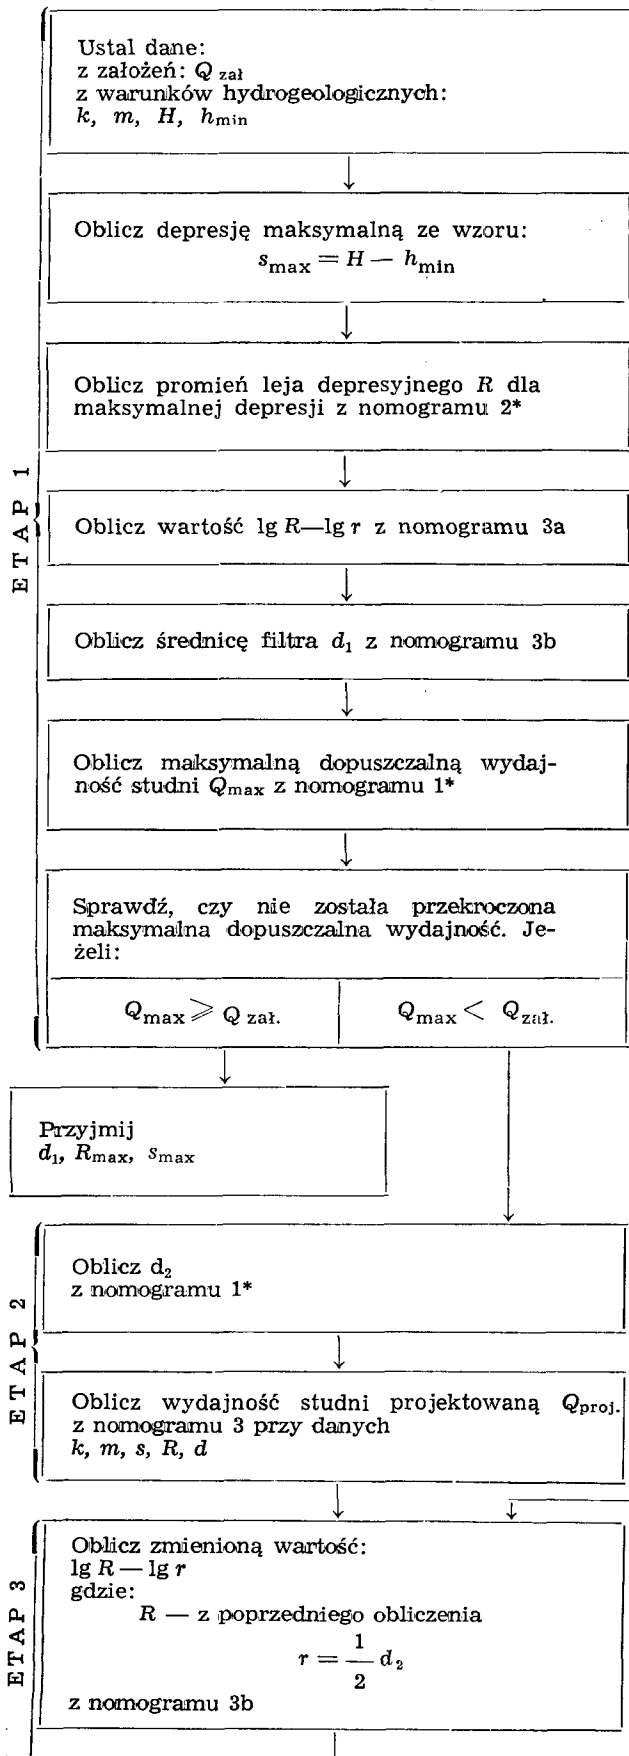 ETAP 1
Ustal dane:
z założeń: Q zał
z warunków hydrogeologicznych:
k, m, H, hmin
Oblicz depresję maksymalną ze wzoru:
smax = H — hmin
Oblicz promień leja depresyjnego R dla
maksymalnej depresji z nomogramu 2*
Oblicz wartość lg R—lg r z nomogramu 3a
Oblicz średnicę filtra d1 z nomogramu 3b
Oblicz maksymalną dopuszczalną wydaj-
ność studni Qmax z nomogramu 1*
Sprawdź, czy nie została przekroczona
maksymalna dopuszczalna wydajność. Je-
żeli:
Qmax ⩾ Q zał.
Qmax < Qzał.
Przyjmij
d1, Rmax, smax
ETAP 2
Oblicz d2
z nomogramu 1*
Oblicz wydajność studni projektowaną Qproj.
z nomogramu 3 przy danych
k, m, s, R, d
ETAP 3
Oblicz zmienioną wartość:
lg R — lg r
gdzie:
R — z poprzedniego obliczenia
r = 1/2 d2
z nomogramu 3b